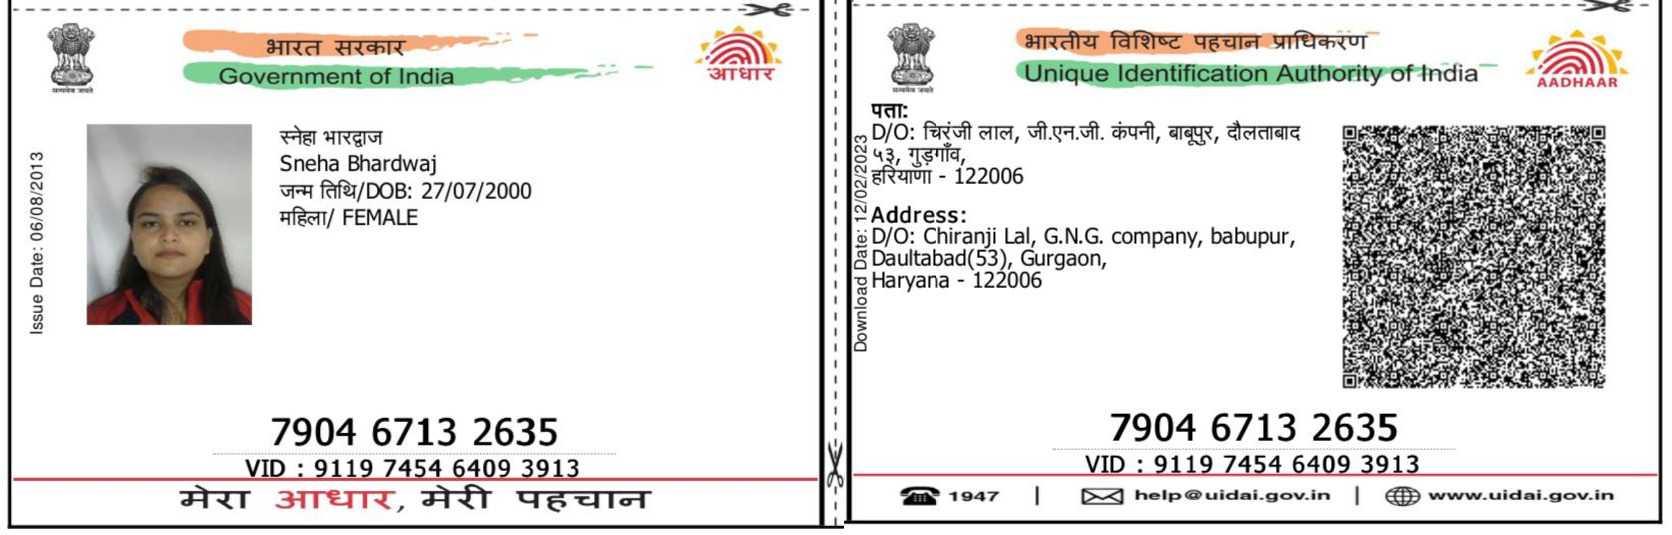 भारत सरकार
Government of India
सत्यमेव जयते
आधार
Issue Date: 06/08/2013
स्नेहा भारद्वाज
Sneha Bhardwaj
जन्म तिथि/DOB: 27/07/2000
महिला/ FEMALE
7904 6713 2635
VID : 9119 7454 6409 3913
मेरा आधार, मेरी पहचान
भारतीय विशिष्ट पहचान प्राधिकरण
Unique Identification Authority of India
सत्यमेव जयते
AADHAAR
Download Date: 12/02/2023
पता:
D/O: चिरंजी लाल, जी.एन.जी. कंपनी, बाबूपुर, दौलताबाद
५३, गुड़गाँव,
हरियाणा - 122006
Address:
D/O: Chiranji Lal, G.N.G. company, babupur,
Daultabad(53), Gurgaon,
Haryana - 122006
7904 6713 2635
VID : 9119 7454 6409 3913
1947 | help@uidai.gov.in | www.uidai.gov.in